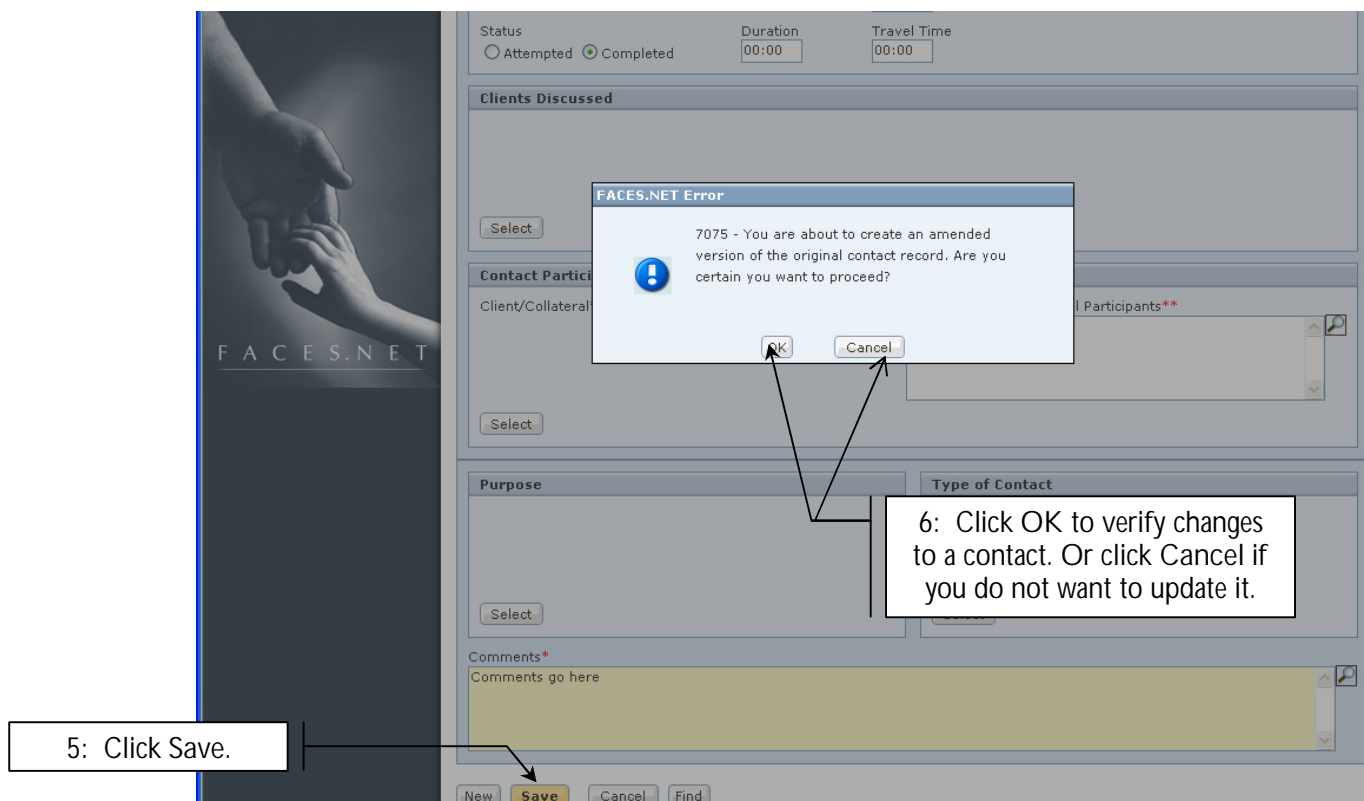 Status
Duration
Travel Time
Attempted
Completed
00:00
00:00
Clients Discussed
Select
FACES.NET Error
7075 - You are about to create an amended
version of the original contact record. Are you
certain you want to proceed?
OK
Cancel
Client/Collateral
Participants**
FACES.NET
Select
Purpose
Type of Contact
6: Click OK to verify changes
to a contact. Or click Cancel if
you do not want to update it.
Select
Comments*
Comments go here
5: Click Save.
New
Save
Cancel
Find